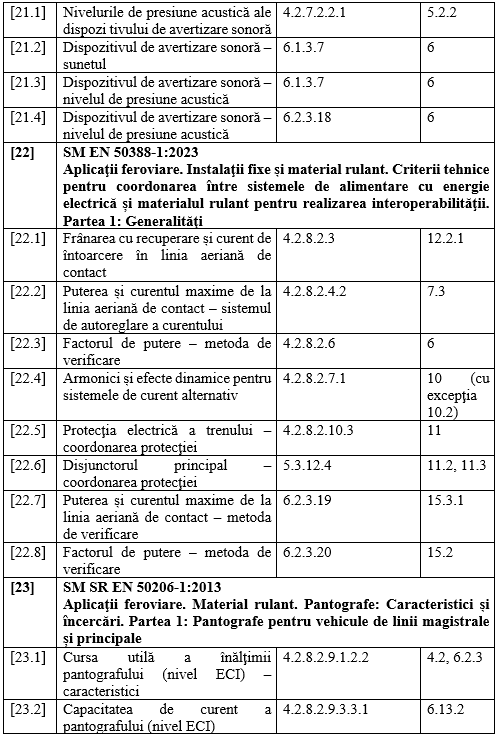 [21.1] Nivelurile de presiune acustică ale 4.2.7.2.2.1 5.2.2
dispozi tivului de avertizare sonoră
[21.2] Dispozitivul de avertizare sonoră – 6.1.3.7 6
sunetul
[21.3] Dispozitivul de avertizare sonoră – 6.1.3.7 6
nivelul de presiune acustică
[21.4] Dispozitivul de avertizare sonoră – 6.2.3.18 6
nivelul de presiune acustică
[22] SM EN 50388-1:2023
Aplicații feroviare. Instalații fixe și material rulant. Criterii tehnice
pentru coordonarea între sistemele de alimentare cu energie
electrică și materialul rulant pentru realizarea interoperabilității.
Partea 1: Generalități
[22.1] Frânarea cu recuperare și curent de 4.2.8.2.3 12.2.1
întoarcere în linia aeriană de
contact
[22.2] Puterea și curentul maxime de la 4.2.8.2.4.2 7.3
linia aeriană de contact – sistemul
de autoreglare a curentului
[22.3] Factorul de putere – metoda de 4.2.8.2.6 6
verificare
[22.4] Armonici și efecte dinamice pentru 4.2.8.2.7.1 10 (cu
sistemele de curent alternativ excepţia
10.2)
[22.5] Protecţia electrică a trenului – 4.2.8.2.10.3 11
coordonarea protecţiei
[22.6] Disjunctorul principal – 5.3.12.4 11.2, 11.3
coordonarea protecţiei
[22.7] Puterea și curentul maxime de la 6.2.3.19 15.3.1
linia aeriană de contact – metoda
de verificare
[22.8] Factorul de putere – metoda de 6.2.3.20 15.2
verificare
[23] SM SR EN 50206-1:2013
Aplicații feroviare. Material rulant. Pantografe: Caracteristici și
încercări. Partea 1: Pantografe pentru vehicule de linii magistrale
și principale
[23.1] Cursa utilă a înălţimii 4.2.8.2.9.1.2.2 4.2, 6.2.3
pantografului (nivel ECI) –
caracteristici
[23.2] Capacitatea de curent a 4.2.8.2.9.3.3.1 6.13.2
pantografului (nivel ECI)